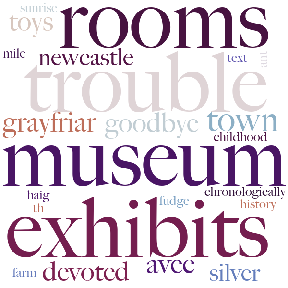 sunrise
toys rooms
mile newcastle text
trouble
grayfriar goodbye town
childhood
museum
haig chronologically
th fudge history
exhibits
farm devoted avec silver